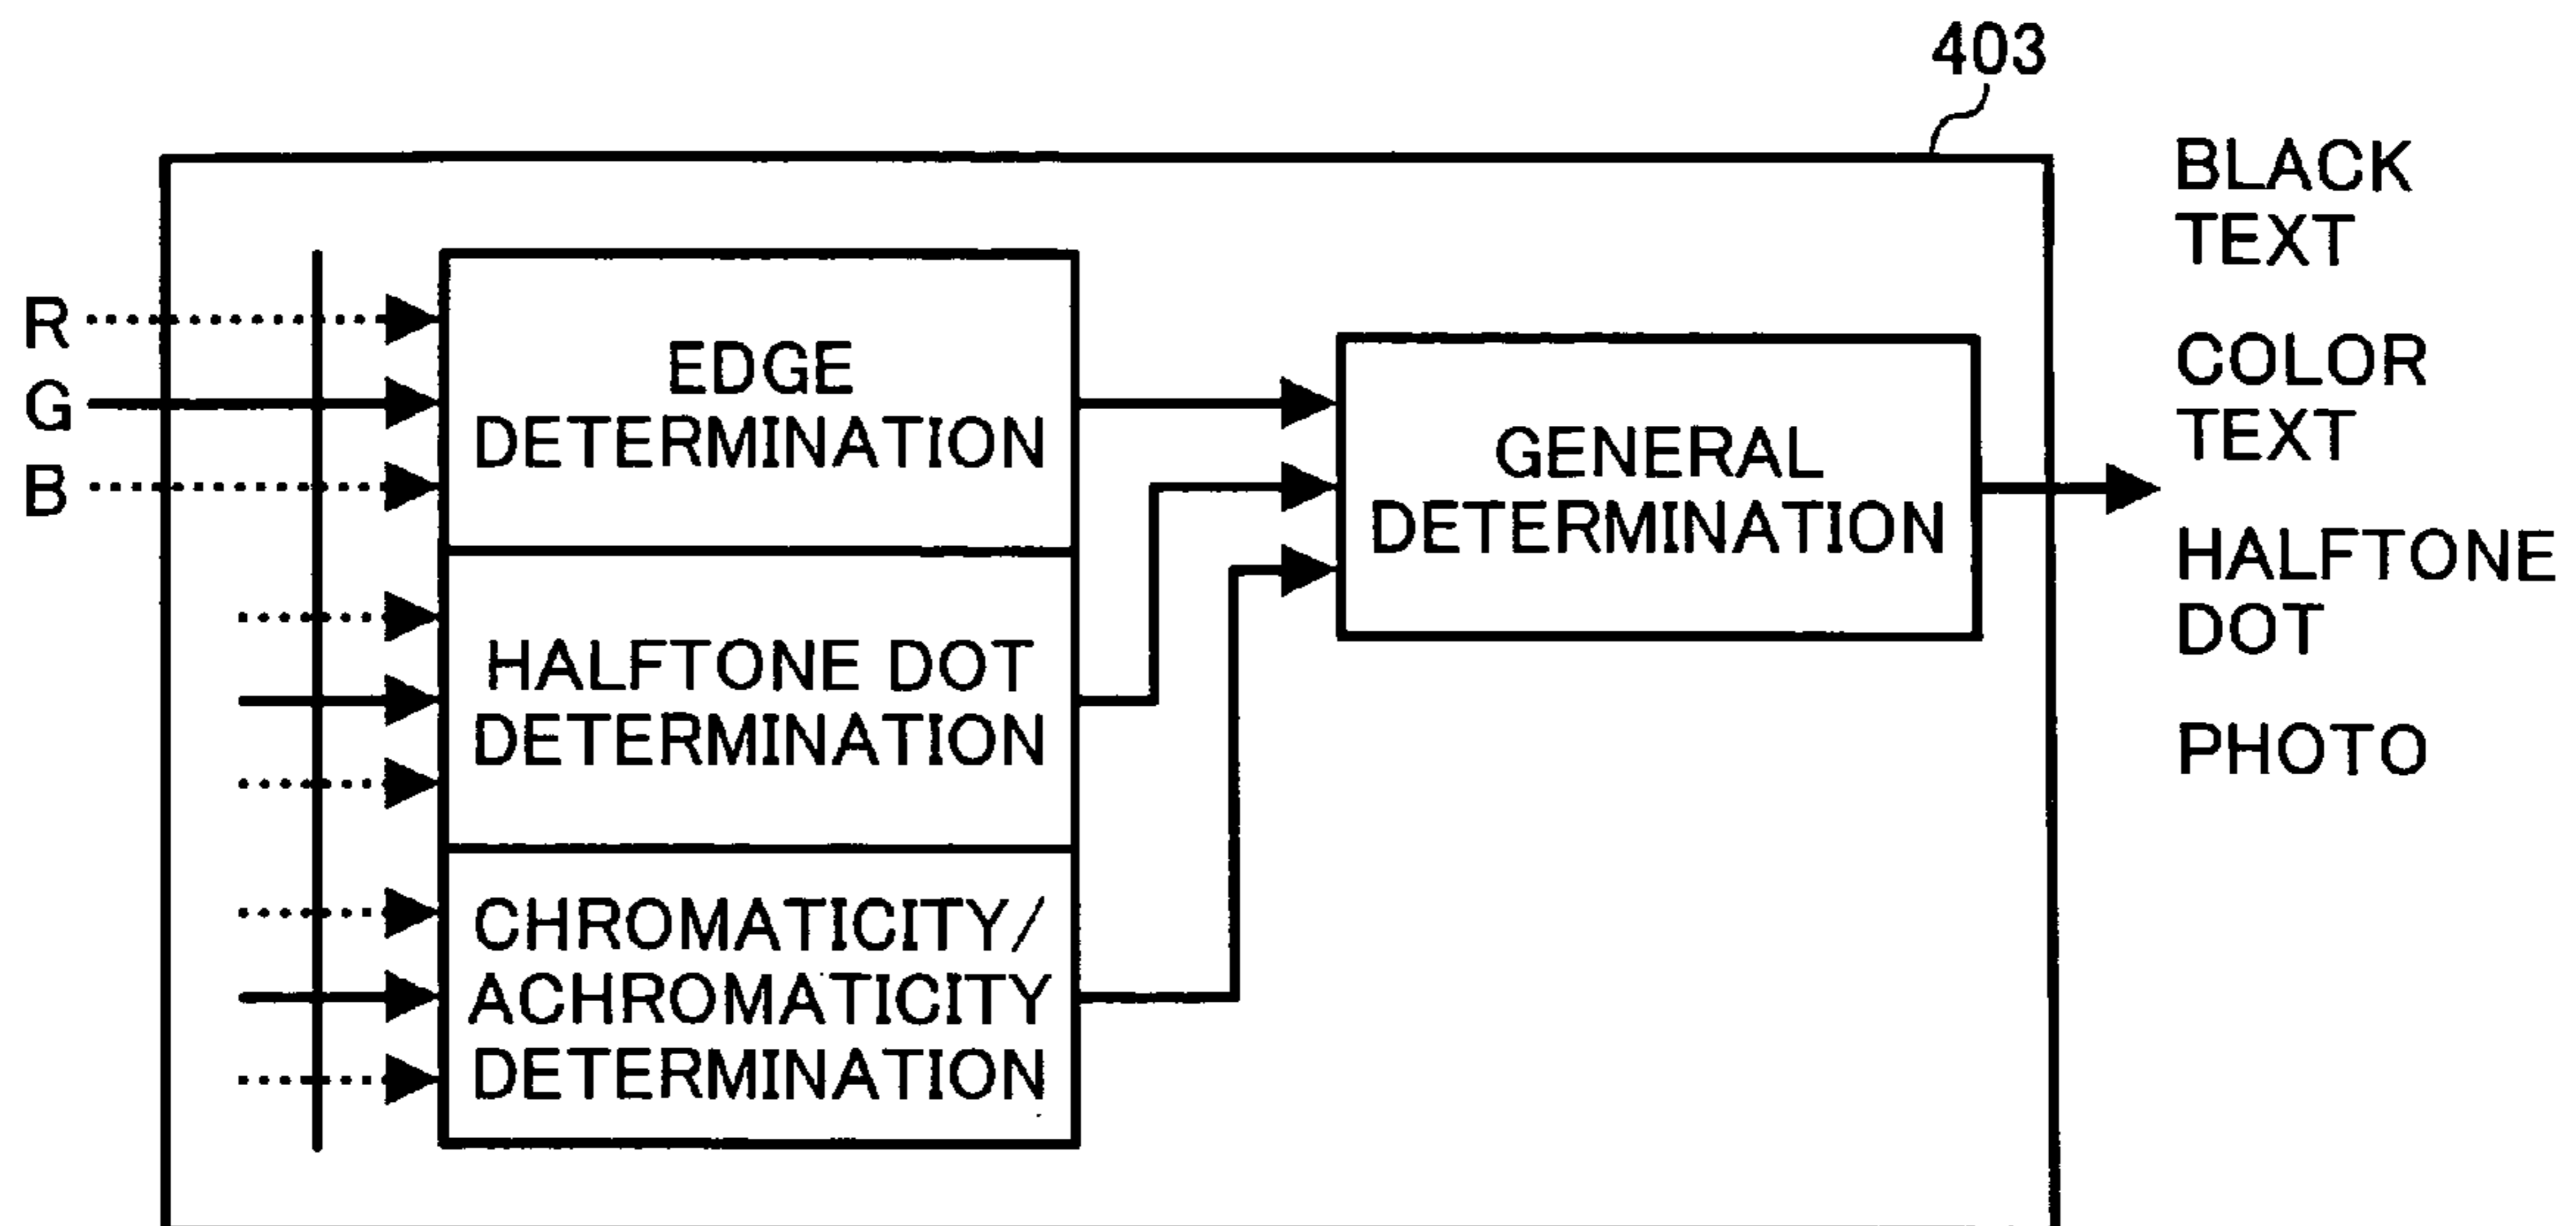 403
R
G
B
EDGE
DETERMINATION
HALFTONE DOT
DETERMINATION
CHROMATICITY/
ACHROMATICITY
DETERMINATION
GENERAL
DETERMINATION
BLACK
TEXT
COLOR
TEXT
HALFTONE
DOT
PHOTO